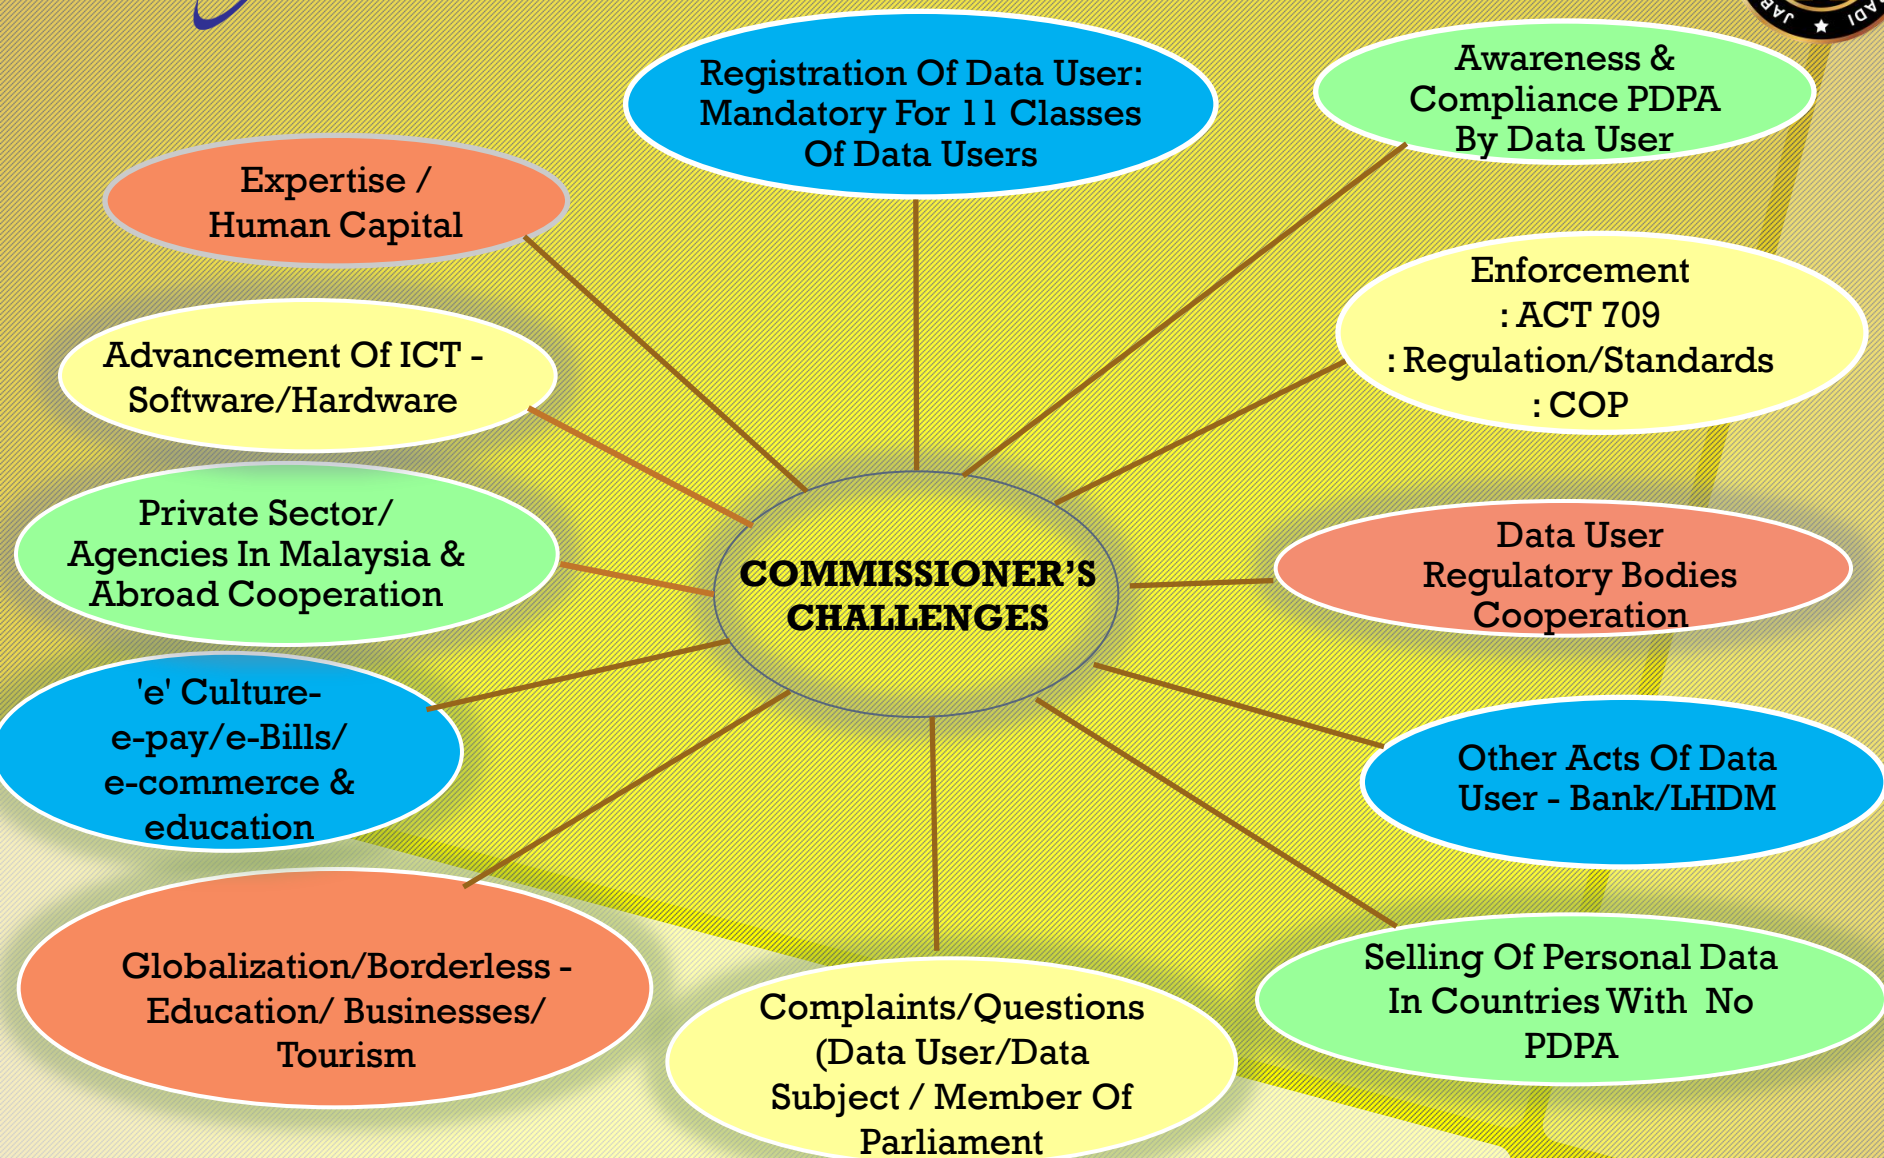 Registration Of Data User:
Mandatory For 11 Classes
Of Data Users
Awareness &
Compliance PDPA
By Data User
Expertise /
Human Capital
Enforcement
: ACT 709
: Regulation/Standards
: COP
Advancement Of ICT -
Software/Hardware
Private Sector/
Agencies In Malaysia &
Abroad Cooperation
COMMISSIONER'S
CHALLENGES
Data User
Regulatory Bodies
Cooperation
'e' Culture-
e-pay/e-Bills/
e-commerce &
education
Other Acts Of Data
User - Bank/LHDM
Globalization/Borderless -
Education/ Businesses/
Tourism
Complaints/Questions
(Data User/Data
Subject / Member Of
Parliament
Selling Of Personal Data
In Countries With No
PDPA